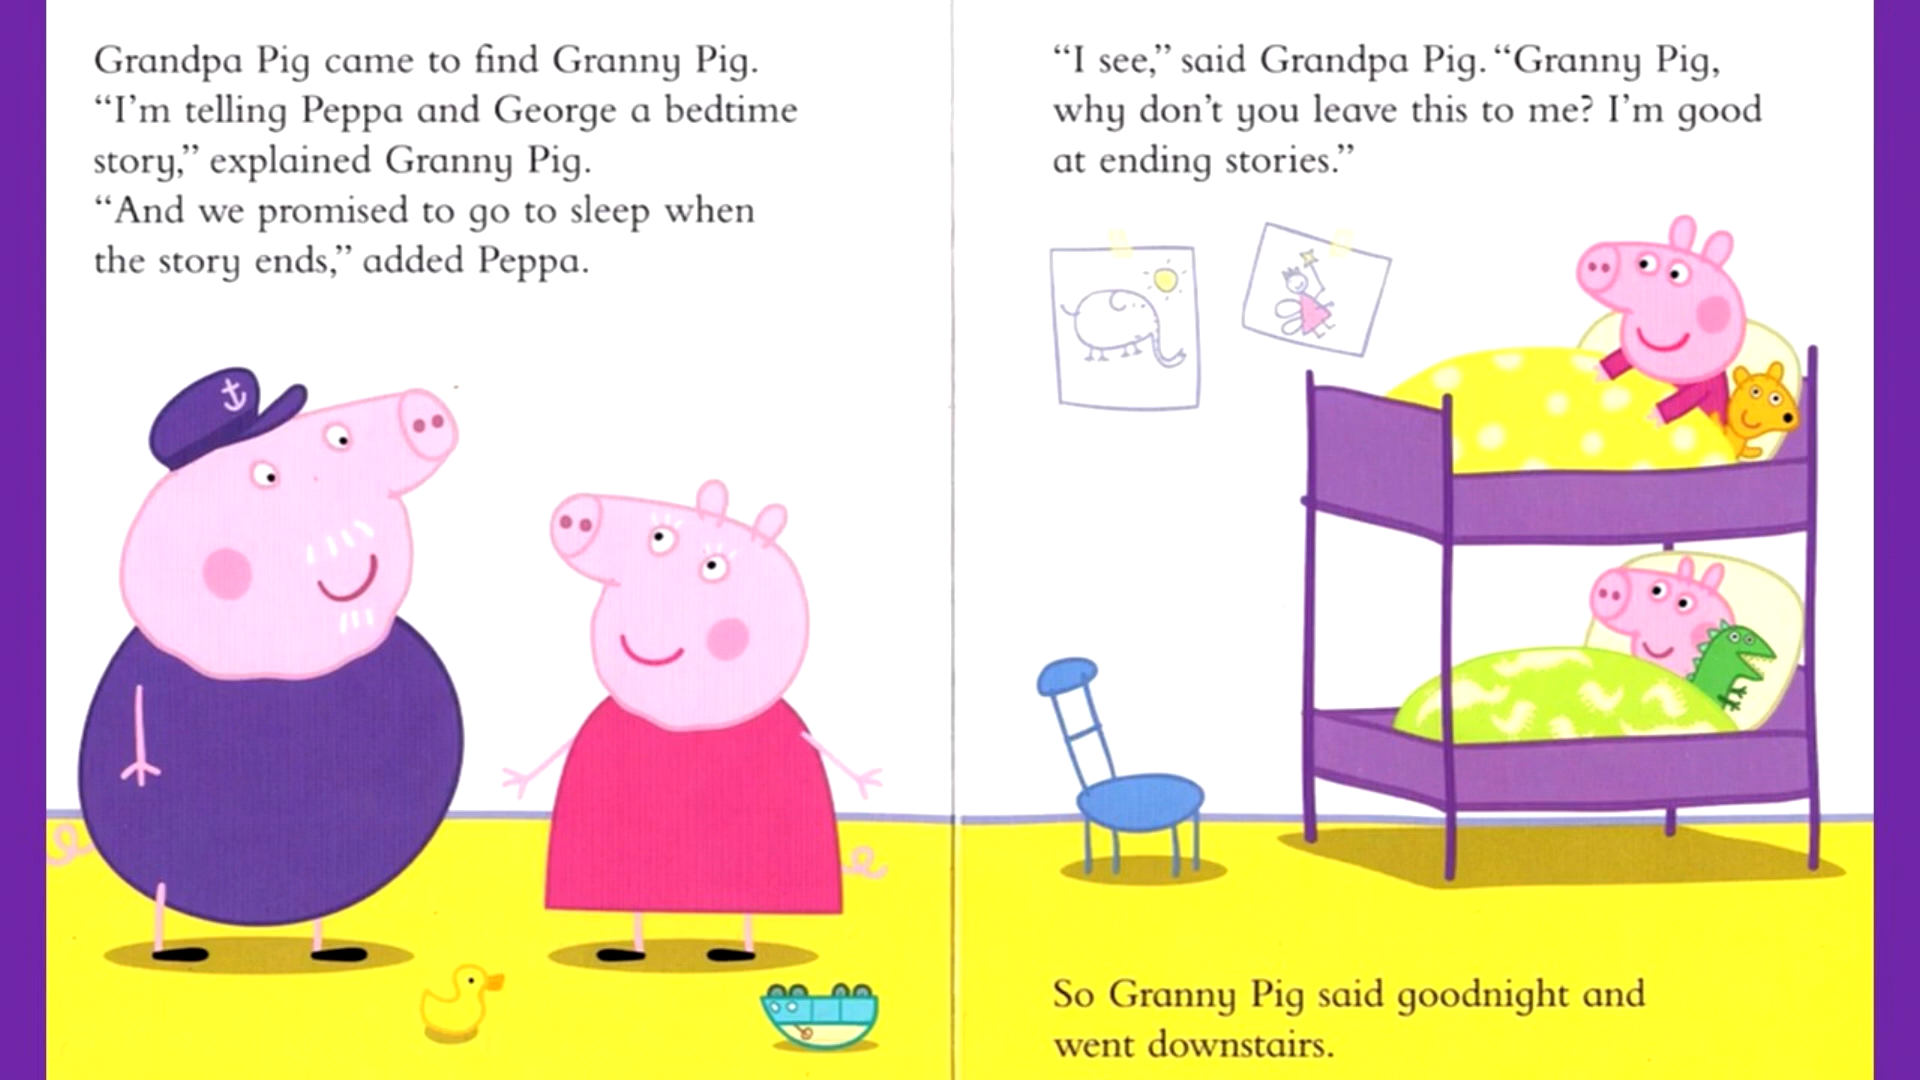 Grandpa Pig came to find Granny Pig.
“I’m telling Peppa and George a bedtime
story,” explained Granny Pig.
“And we promised to go to sleep when
the story ends,” added Peppa.
“I see,” said Grandpa Pig. “Granny Pig,
why don’t you leave this to me? I’m good
at ending stories.”
So Granny Pig said goodnight and
went downstairs.